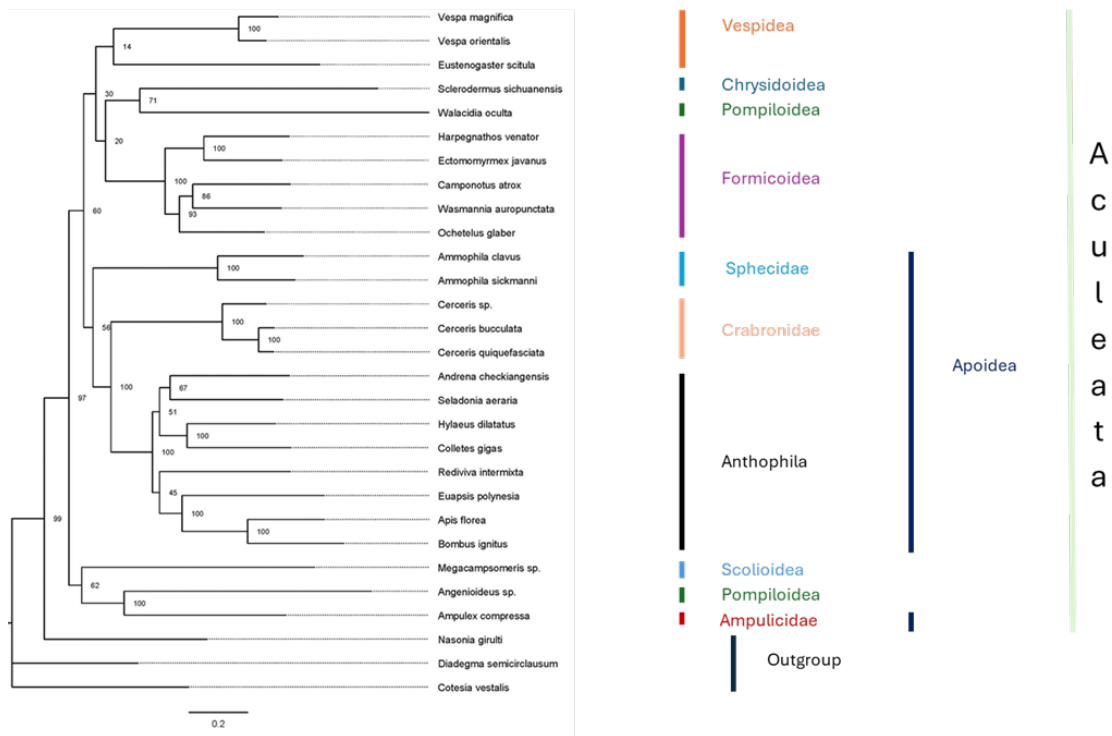 Vespa magnifica
Vespa orientalis
Eustenogaster scitula
Sclerodermus sichuanensis
Walacidia oculta
Harpegnathos venator
Ectomomyrmex javanus
Camponotus atrox
Wasmannia auropunctata
Ochetelus glaber
Ammophila clavus
Ammophila sickmanni
Cerceris sp.
Cerceris bucculata
Cerceris quiquefasciata
Andrena checkiangensis
Seladonia aeraria
Hylaeus dilatatus
Colletes gigas
Rediviva intermixta
Euapsis polynesia
Apis florea
Bombus ignitus
Megacampsomeris sp.
Angenioideus sp.
Ampulex compressa
Nasonia girulti
Diadegma semicirclausum
Cotesia vestalis
100
14
30
71
20
100
100
86
93
60
100
56
100
100
100
67
51
100
100
97
45
100
100
99
62
100
0.2
Vespidea
Chrysidoidea
Pompiloidea
Formicoidea
Sphecidae
Crabronidae
Anthophila
Scolioidea
Pompiloidea
Ampulicidae
Outgroup
Apoidea
Aculeata